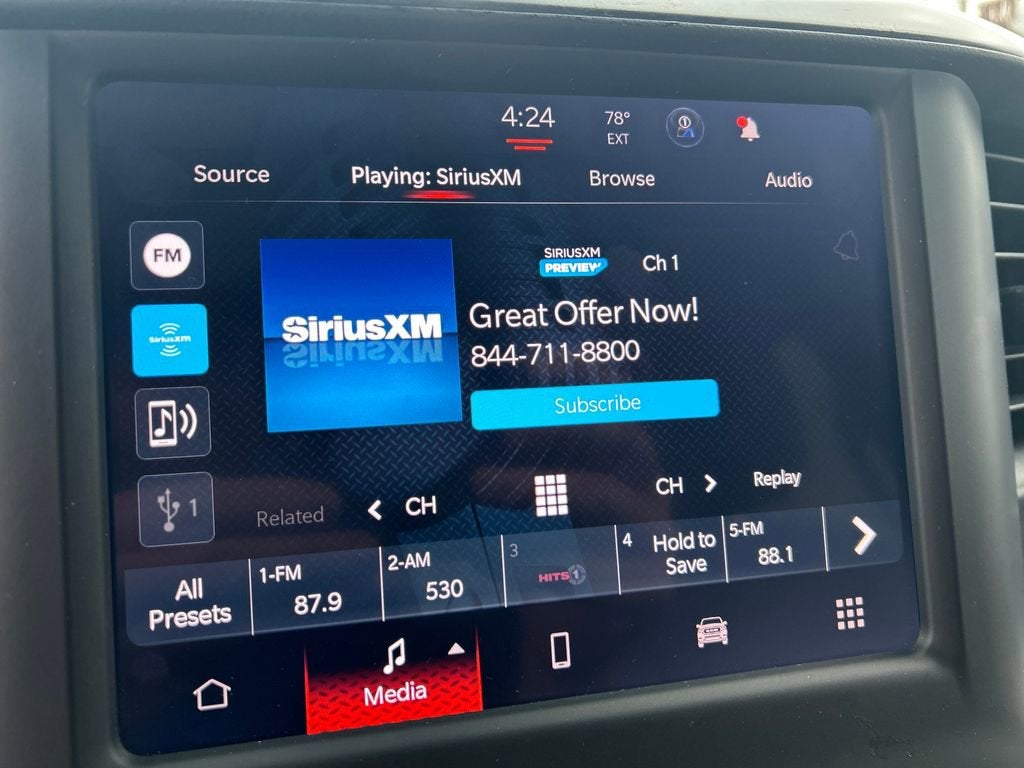 4:24
78°
EXT
1
Source
Playing: SiriusXM
Browse
Audio
FM
SiriusXM
1
SiriusXM
SIRIUSXM
PREVIEW
Ch 1
Great Offer Now!
844-711-8800
Subscribe
Related
CH
CH
Replay
All
Presets
1-FM
87.9
2-AM
530
3
HITS1
4
Hold to
Save
5-FM
88.1
Media